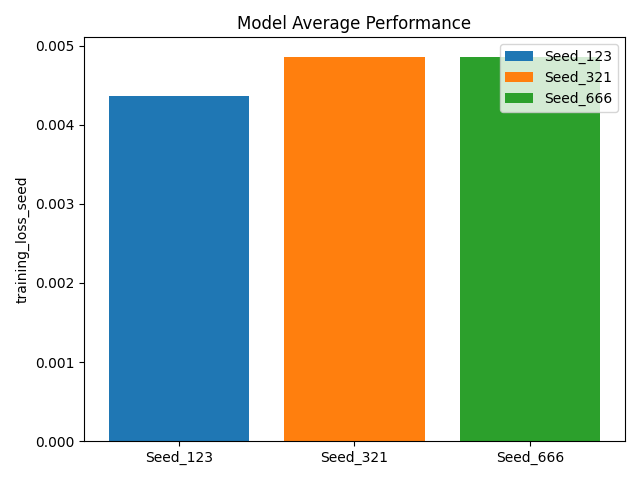 Model Average Performance
training_loss_seed
0.005
0.004
0.003
0.002
0.001
0.000
Seed_123
Seed_321
Seed_666
Seed_123
Seed_321
Seed_666